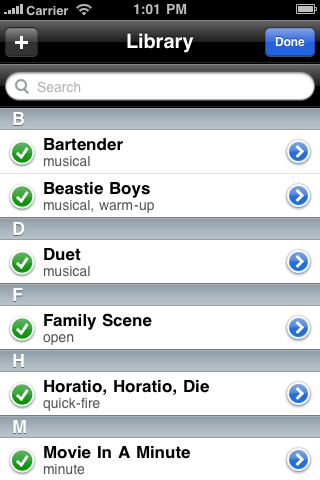 Carrier 1:01 PM
+ Library Done
Search
B
Bartender
musical
Beastie Boys
musical, warm-up
D
Duet
musical
F
Family Scene
open
H
Horatio, Horatio, Die
quick-fire
M
Movie In A Minute
minute